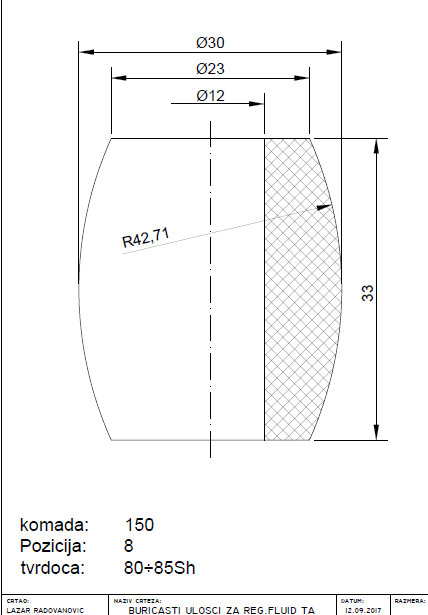 Ø30
Ø23
Ø12
R42,71
33
komada: 150
Pozicija: 8
tvrdoca: 80÷85Sh
CRTAO: NAZIV CRTEZA: DATUM: RAZMERA:
LAZAR RADOVANOVIC BURICASTI ULOSCI ZA REG.FLUID TA 12.09.2017